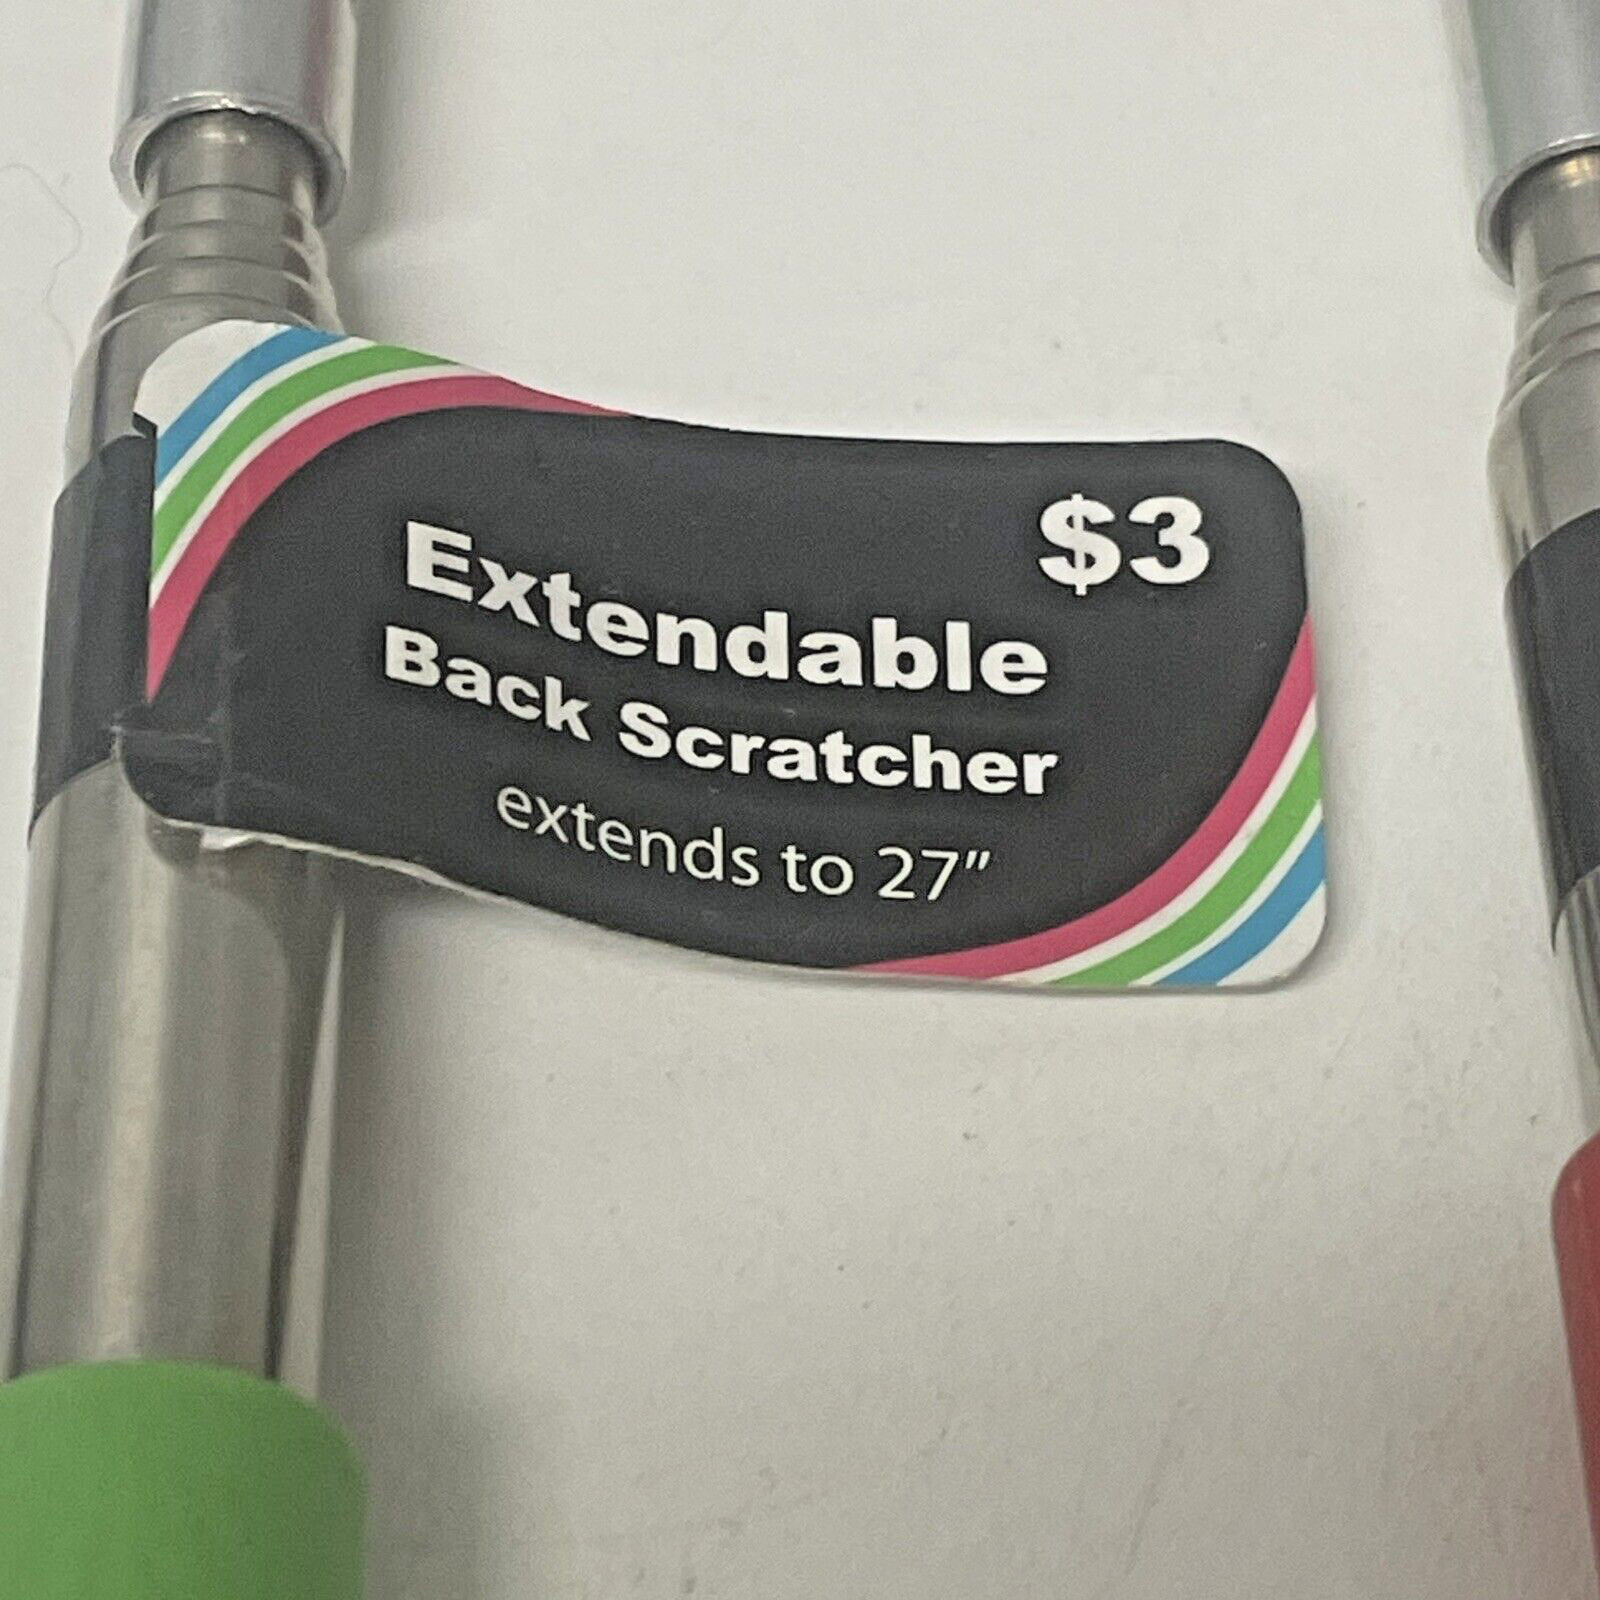 $3
Extendable
Back Scratcher
extends to 27"